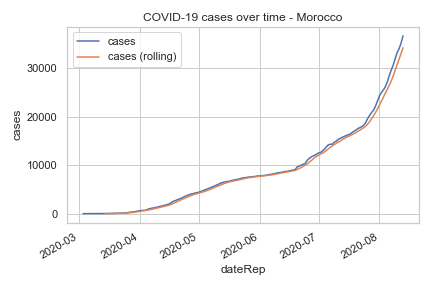 COVID-19 cases over time - Morocco
cases
cases (rolling)
cases
30000
20000
10000
0
2020-03
2020-04
2020-05
2020-06
2020-07
2020-08
dateRep